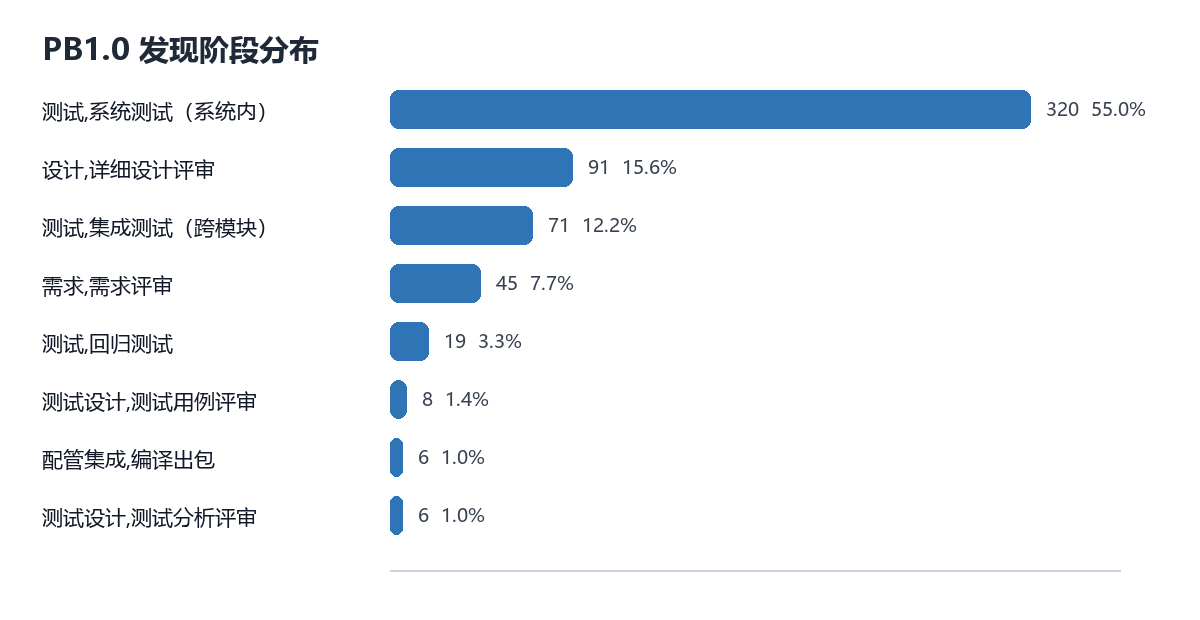 PB1.0 发现阶段分布
测试,系统测试（系统内） 320 55.0%
设计,详细设计评审 91 15.6%
测试,集成测试（跨模块） 71 12.2%
需求,需求评审 45 7.7%
测试,回归测试 19 3.3%
测试设计,测试用例评审 8 1.4%
配管集成,编译出包 6 1.0%
测试设计,测试分析评审 6 1.0%